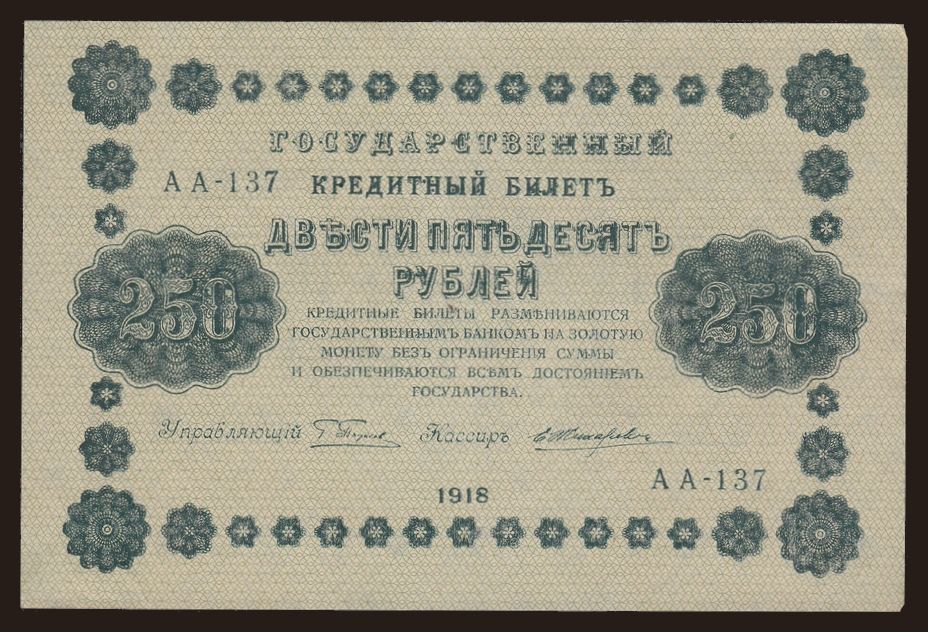 ГОСУДАРСТВЕННЫЙ
АА-137 КРЕДИТНЫЙ БИЛЕТЪ
ДВѢСТИ ПЯТЬДЕСЯТЪ
РУБЛЕЙ
250 250
КРЕДИТНЫЕ БИЛЕТЫ РАЗМѢНИВАЮТСЯ
ГОСУДАРСТВЕННЫМЪ БАНКОМЪ НА ЗОЛОТУЮ
МОНЕТУ БЕЗЪ ОГРАНИЧЕНІЯ СУММЫ
И ОБЕЗПЕЧИВАЮТСЯ ВСѢМЪ ДОСТОЯНІЕМЪ
ГОСУДАРСТВА.
Управляющій Кассиръ
АА-137
1918